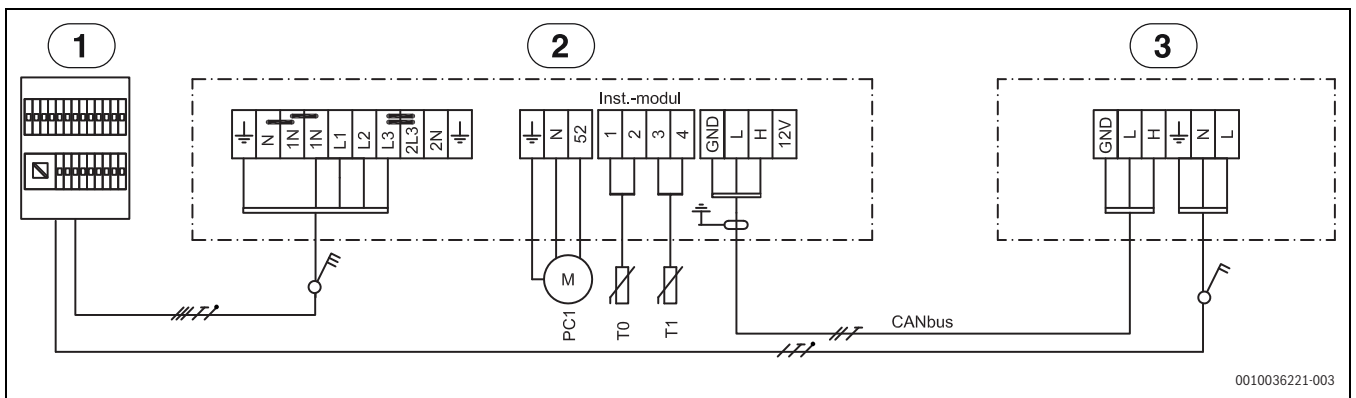 1
2
3
Inst.-modul
N
1N
1N
L1
L2
L3
2L3
2N
N
52
1
2
3
4
GND
L
H
12V
GND
L
H
N
L
M
PC1
T0
T1
CANbus
0010036221-003